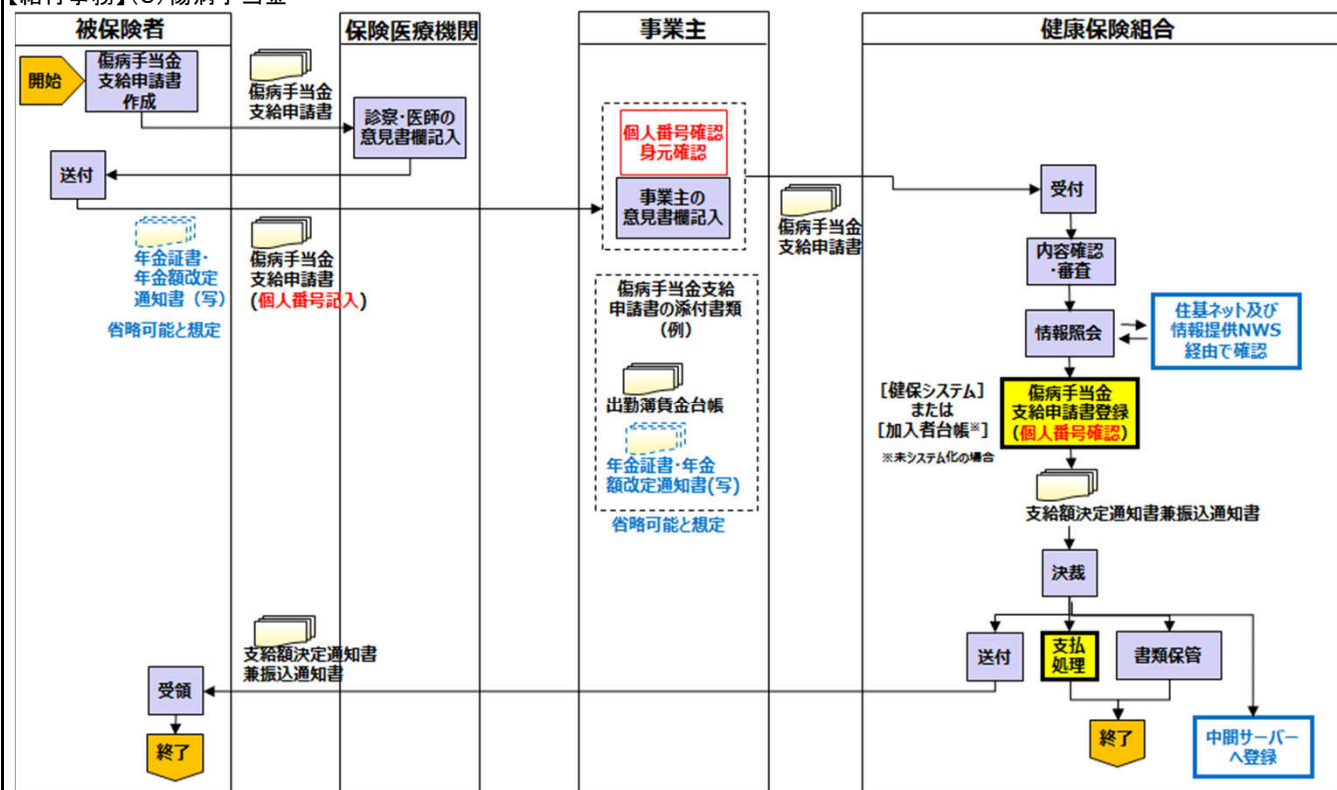 【給付事務】(3)傷病手当金
被保険者
保険医療機関
事業主
健康保険組合
開始
傷病手当金
支給申請書
作成
傷病手当金
支給申請書
診察・医師の
意見書欄記入
送付
年金証書・
年金額改定
通知書（写）
省略可能と想定
傷病手当金
支給申請書
(個人番号記入)
個人番号確認
身元確認
事業主の
意見書欄記入
傷病手当金支給
申請書の添付書類
（例）
出勤簿賃金台帳
年金証書・年金
額改定通知書(写)
省略可能と想定
傷病手当金
支給申請書
受付
内容確認
・審査
情報照会
住基ネット及び
情報提供NWS
経由で確認
［健保システム］
または
［加入者台帳※］
※未システム化の場合
傷病手当金
支給申請書登録
（個人番号確認）
支給額決定通知書兼振込通知書
決裁
送付
支払
処理
書類保管
終了
中間サーバー
へ登録
支給額決定通知書
兼振込通知書
受領
終了